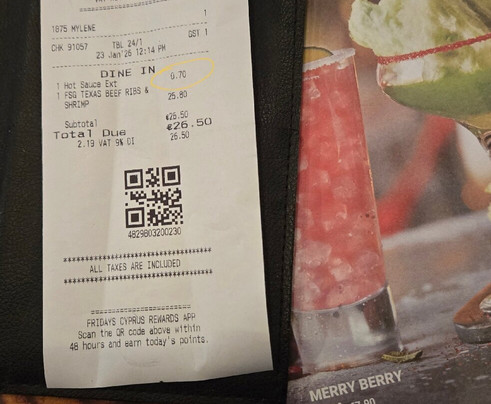 1
1875 MYLENE
CHK 91057 TBL 24/1 GST 1
23 Jan'26 12:14 PM
DINE IN
1 Hot Sauce Ext 0.70
1 FSG TEXAS BEEF RIBS & 25.80
SHRIMP
Subtotal €26.50
Total Due €26.50
2.19 VAT 9% DI 26.50
4829803200230
ALL TAXES ARE INCLUDED
FRIDAYS CYPRUS REWARDS APP
Scan the QR code above within
48 hours and earn today's points.
MERRY BERRY